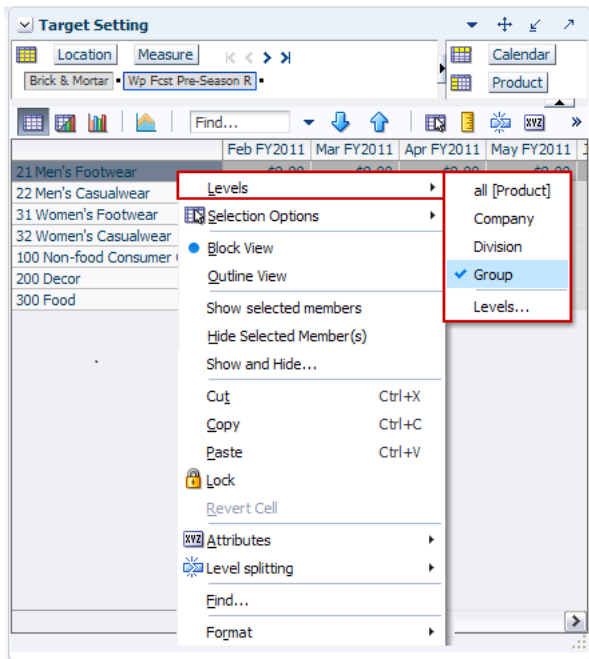 Target Setting
Location Measure Calendar
Brick & Mortar Wp Fcst Pre-Season R Product
Find... XYZ
Feb FY2011 Mar FY2011 Apr FY2011 May FY2011
21 Men's Footwear
22 Men's Casualwear
31 Women's Footwear
32 Women's Casualwear
100 Non-food Consumer
200 Decor
300 Food
Levels
Selection Options
Block View
Outline View
Show selected members
Hide Selected Member(s)
Show and Hide...
Cut Ctrl+X
Copy Ctrl+C
Paste Ctrl+V
Lock
Revert Cell
XYZ Attributes
Level splitting
Find...
Format
all [Product]
Company
Division
Group
Levels...